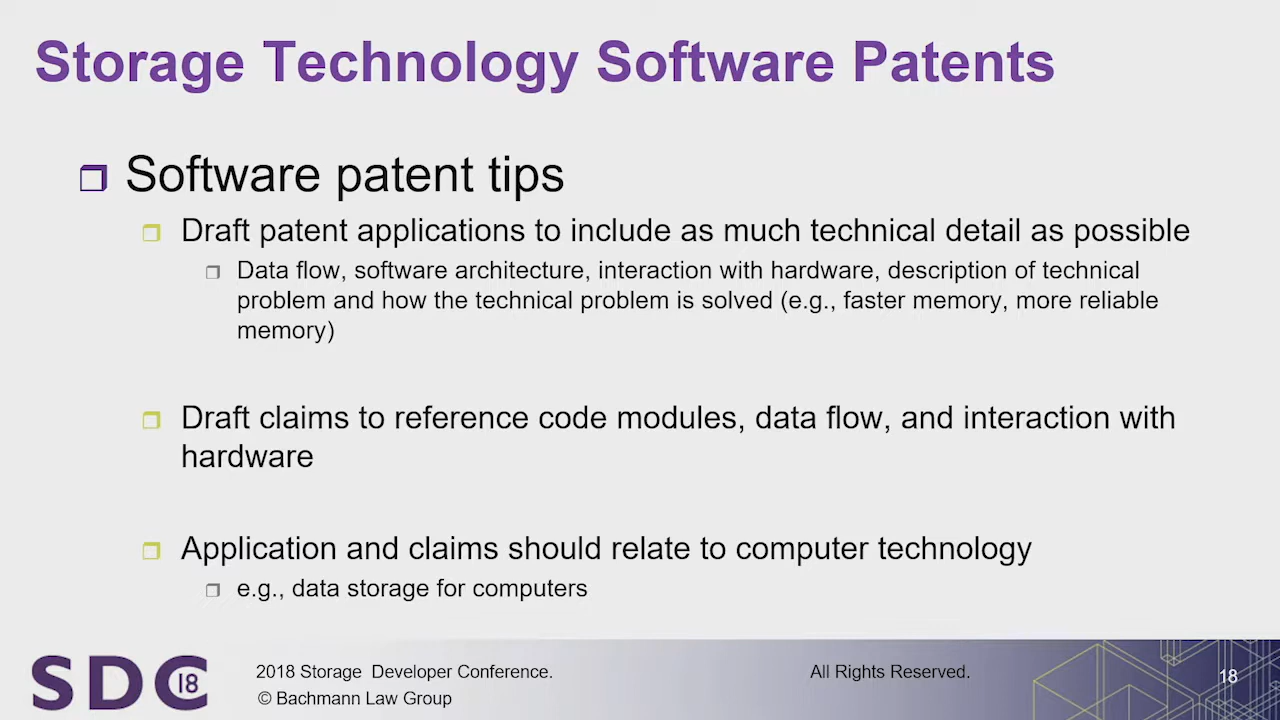 Storage Technology Software Patents
Software patent tips
Draft patent applications to include as much technical detail as possible
Data flow, software architecture, interaction with hardware, description of technical
problem and how the technical problem is solved (e.g., faster memory, more reliable
memory)
Draft claims to reference code modules, data flow, and interaction with
hardware
Application and claims should relate to computer technology
e.g., data storage for computers
SDC 18
2018 Storage Developer Conference.
© Bachmann Law Group
All Rights Reserved.
18